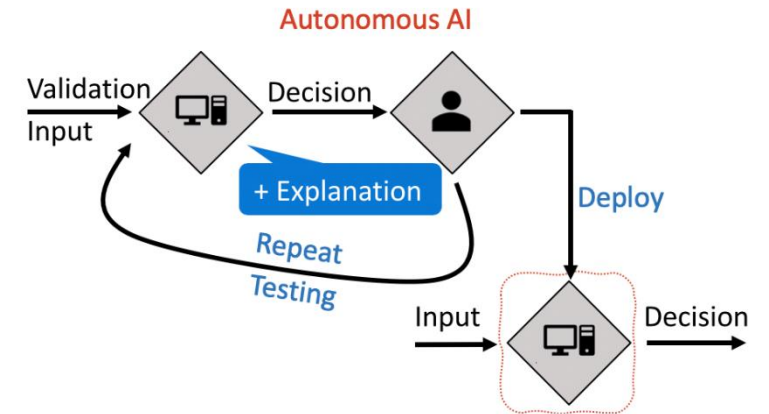 Autonomous AI
Validation
Input
Decision
+ Explanation
Deploy
Repeat
Testing
Input
Decision